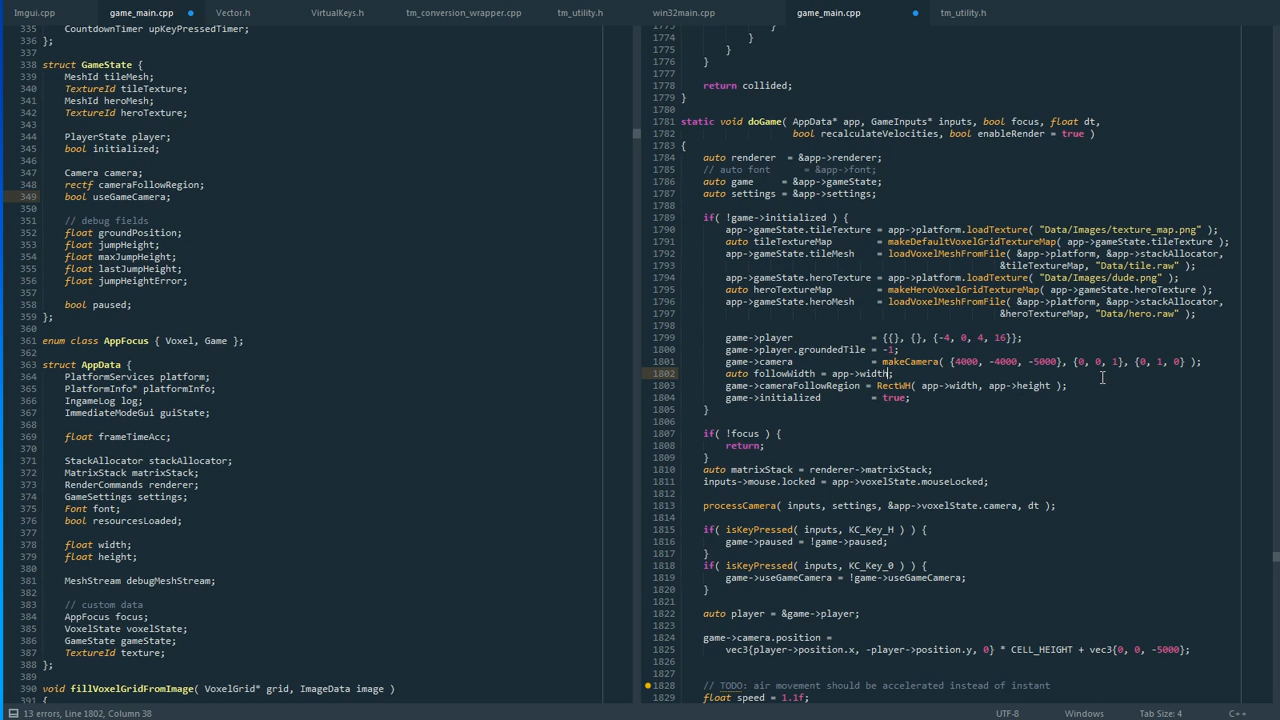 Imgui.cpp game_main.cpp Vector.h VirtualKeys.h tm_conversion_wrapper.cpp tm_utility.h win32main.cpp game_main.cpp tm_utility.h
335 CountdownTimer upKeyPressedTimer;
336 };
337
338 struct GameState {
339 MeshId tileMesh;
340 TextureId tileTexture;
341 MeshId heroMesh;
342 TextureId heroTexture;
343
344 PlayerState player;
345 bool initialized;
346
347 Camera camera;
348 rectf cameraFollowRegion;
349 bool useGameCamera;
350
351 // debug fields
352 float groundPosition;
353 float jumpHeight;
354 float maxJumpHeight;
355 float lastJumpHeight;
356 float jumpHeightError;
357
358 bool paused;
359 };
360
361 enum class AppFocus { Voxel, Game };
362
363 struct AppData {
364 PlatformServices platform;
365 PlatformInfo* platformInfo;
366 IngameLog log;
367 ImmediateModeGui guiState;
368
369 float frameTimeAcc;
370
371 StackAllocator stackAllocator;
372 MatrixStack matrixStack;
373 RenderCommands renderer;
374 GameSettings settings;
375 Font font;
376 bool resourcesLoaded;
377
378 float width;
379 float height;
380
381 MeshStream debugMeshStream;
382
383 // custom data
384 AppFocus focus;
385 VoxelState voxelState;
386 GameState gameState;
387 TextureId texture;
388 };
389
390 void fillVoxelGridFromImage( VoxelGrid* grid, ImageData image )
391 {
1773 }
1774 }
1775 }
1776 }
1777
1778 return collided;
1779 }
1780
1781 static void doGame( AppData* app, GameInputs* inputs, bool focus, float dt,
1782 bool recalculateVelocities, bool enableRender = true )
1783 {
1784 auto renderer = &app->renderer;
1785 // auto font = &app->font;
1786 auto game = &app->gameState;
1787 auto settings = &app->settings;
1788
1789 if( !game->initialized ) {
1790 app->gameState.tileTexture = app->platform.loadTexture( "Data/Images/texture_map.png" );
1791 auto tileTextureMap = makeDefaultVoxelGridTextureMap( app->gameState.tileTexture );
1792 app->gameState.tileMesh = loadVoxelMeshFromFile( &app->platform, &app->stackAllocator,
1793 &tileTextureMap, "Data/tile.raw" );
1794 app->gameState.heroTexture = app->platform.loadTexture( "Data/Images/dude.png" );
1795 auto heroTextureMap = makeHeroVoxelGridTextureMap( app->gameState.heroTexture );
1796 app->gameState.heroMesh = loadVoxelMeshFromFile( &app->platform, &app->stackAllocator,
1797 &heroTextureMap, "Data/hero.raw" );
1798
1799 game->player = {{}, {}, {-4, 0, 4, 16}};
1800 game->player.groundedTile = -1;
1801 game->camera = makeCamera( {4000, -4000, -5000}, {0, 0, 1}, {0, 1, 0} );
1802 auto followWidth = app->width;
1803 game->cameraFollowRegion = RectWH( app->width, app->height );
1804 game->initialized = true;
1805 }
1806
1807 if( !focus ) {
1808 return;
1809 }
1810 auto matrixStack = renderer->matrixStack;
1811 inputs->mouse.locked = app->voxelState.mouseLocked;
1812
1813 processCamera( inputs, settings, &app->voxelState.camera, dt );
1814
1815 if( isKeyPressed( inputs, KC_Key_H ) ) {
1816 game->paused = !game->paused;
1817 }
1818 if( isKeyPressed( inputs, KC_Key_0 ) ) {
1819 game->useGameCamera = !game->useGameCamera;
1820 }
1821
1822 auto player = &game->player;
1823
1824 game->camera.position =
1825 vec3{player->position.x, -player->position.y, 0} * CELL_HEIGHT + vec3{0, 0, -5000};
1826
1827
1828 // TODO: air movement should be accelerated instead of instant
1829 float speed = 1.1f;
13 errors, Line 1802, Column 38 UTF-8 Windows Tab Size: 4 C++